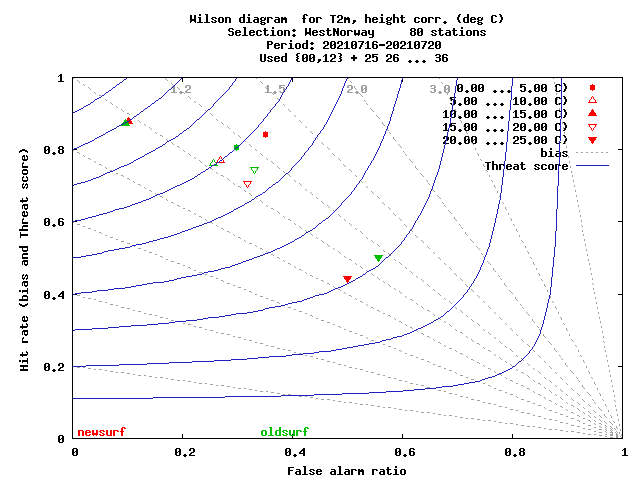 Wilson diagram  for T2m, height corr. (deg C)
Selection: WestNorway     80 stations
Period: 20210716-20210720
Used {00,12} + 25 26 ... 36
1.2 1.5 2.0 3.0
0.00 ... 5.00 C)
5.00 ... 10.00 C)
10.00 ... 15.00 C)
15.00 ... 20.00 C)
20.00 ... 25.00 C)
bias
Threat score
Hit rate (bias and Threat score)
1
0.8
0.6
0.4
0.2
0
newsurf oldsurf
0 0.2 0.4 0.6 0.8 1
False alarm ratio